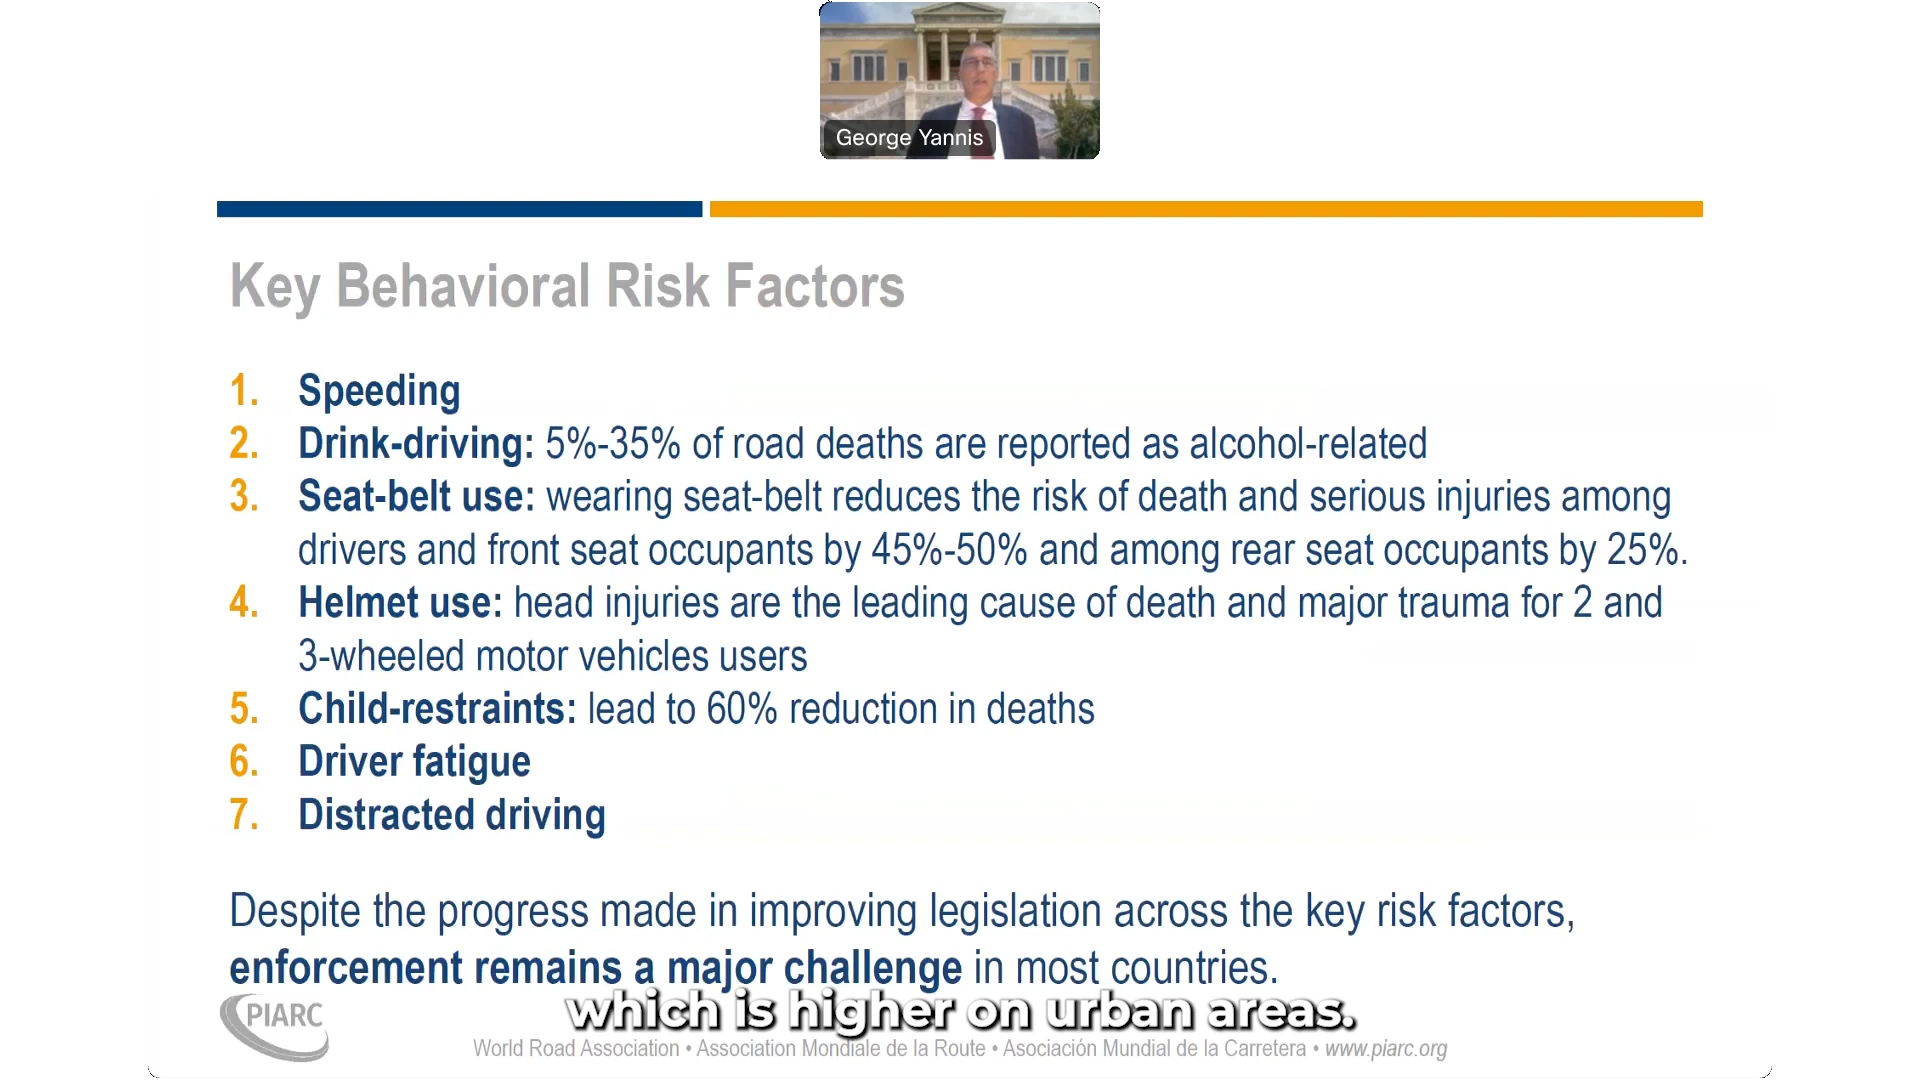 George Yannis
Key Behavioral Risk Factors
1. Speeding
2. Drink-driving: 5%-35% of road deaths are reported as alcohol-related
3. Seat-belt use: wearing seat-belt reduces the risk of death and serious injuries among
drivers and front seat occupants by 45%-50% and among rear seat occupants by 25%.
4. Helmet use: head injuries are the leading cause of death and major trauma for 2 and
3-wheeled motor vehicles users
5. Child-restraints: lead to 60% reduction in deaths
6. Driver fatigue
7. Distracted driving
Despite the progress made in improving legislation across the key risk factors,
enforcement remains a major challenge in most countries.
PIARC
which is higher on urban areas.
World Road Association • Association Mondiale de la Route • Asociación Mundial de la Carretera • www.piarc.org